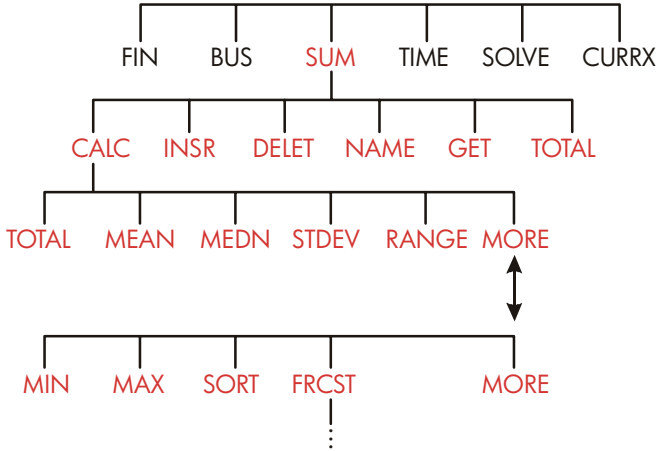 FIN BUS SUM TIME SOLVE CURRX
CALC INSR DELET NAME GET TOTAL
TOTAL MEAN MEDN STDEV RANGE MORE
MIN MAX SORT FRCST MORE